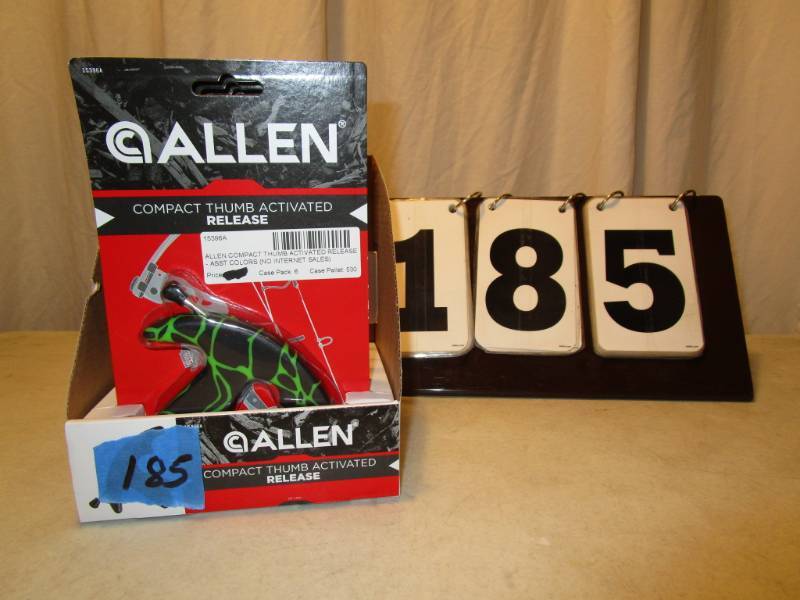 15396A
ALLEN®
COMPACT THUMB ACTIVATED
RELEASE
15396A
ALLEN COMPACT THUMB ACTIVATED RELEASE
- ASST COLORS (NO INTERNET SALES)
Price Case Pack: 6 Case Pallet: 530
185
ALLEN®
COMPACT THUMB ACTIVATED
RELEASE
185